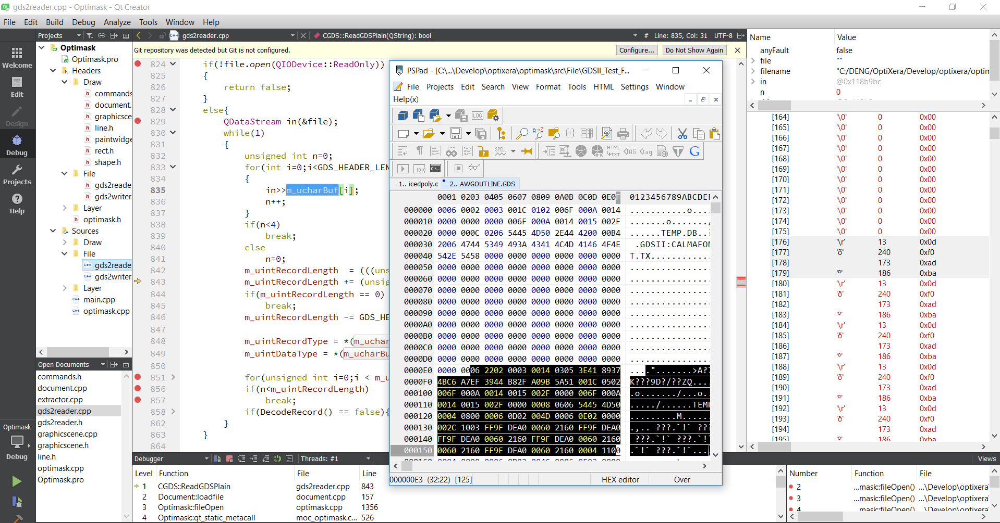 gds2reader.cpp - Optimask - Qt Creator
File Edit Build Debug Analyze Tools Window Help
Welcome
Edit
Design
Debug
Projects
Help
Optimask
Debug
Projects
Optimask
Optimask.pro
Headers
Draw
commands
document.
graphicsce
line.h
paintwidge
rect.h
shape.h
File
gds2reade
gds2writer
Layer
optimask.h
Sources
Draw
File
gds2reade
gds2writer
Layer
main.cpp
optimask.cpp
Open Documents
commands.h
document.cpp
extractor.cpp
gds2reader.cpp
gds2reader.h
graphicscene.cpp
graphicscene.h
line.h
optimask.cpp
Optimask.pro
gds2reader.cpp CGDS::ReadGDSPlain(QString): bool # Line: 835, Col: 31 UTF-8
Git repository was detected but Git is not configured. Configure... Do Not Show Again
824 if(!file.open(QIODevice::ReadOnly))
825 {
826 return false;
827 }
828 else{
829 QDataStream in(&file);
830 while(1)
831 {
832 unsigned int n=0;
833 for(int i=0;i<GDS_HEADER_LEN
834 {
835 in>>m_ucharBuf[i];
836 n++;
837 }
838 if(n<4)
839 break;
840 else
841 n=0;
842 m_uintRecordLength = (((uns
843 m_uintRecordLength += (unsig
844 if(m_uintRecordLength == 0)
845 break;
846 m_uintRecordLength -= GDS_HE
847
848 m_uintRecordType = *(m_uchar
849 m_uintDataType = *(m_ucharBu
850
851 for(unsigned int i=0;i < m_u
856 if(n<m_uintRecordLength)
857 break;
858 if(DecodeRecord() == false){
862 }
863 }
864
PSPad - [C:\...\Develop\optixera\optimask\src\File\GDSII_Test_F...
File Projects Edit Search View Format Tools HTML Settings Window
Help(x)
LOG
SPELL
HTML
TXT
TAG
tag
G
1.. icedpoly.c 2.. AWGOUTLINE.GDS
0001 0203 0405 0607 0809 0A0B 0C0D 0E0F 0123456789ABCDEF
000000 0006 0002 0003 001C 0102 006F 000A 0014 ...........o....
000010 0000 0000 0000 006F 000A 0014 0015 002F .......o......./
000020 0000 000C 0206 5445 4D50 2E44 4200 00B4 ......TEMP.DB..?
000030 2006 4744 5349 493A 4341 4C4D 4146 4F4E .GDSII:CALMAFON
000040 542E 5458 0000 0000 0000 0000 0000 0000 T.TX............
000050 0000 0000 0000 0000 0000 0000 0000 0000 ................
000060 0000 0000 0000 0000 0000 0000 0000 0000 ................
000070 0000 0000 0000 0000 0000 0000 0000 0000 ................
000080 0000 0000 0000 0000 0000 0000 0000 0000 ................
000090 0000 0000 0000 0000 0000 0000 0000 0000 ................
0000A0 0000 0000 0000 0000 0000 0000 0000 0000 ................
0000B0 0000 0000 0000 0000 0000 0000 0000 0000 ................
0000C0 0000 0000 0000 0000 0000 0000 0000 0000 ................
0000D0 0000 0000 0000 0000 0000 0000 0000 0000 ................
0000E0 0000 0006 2202 0003 0014 0305 3E41 8937 ....".......>A?7
0000F0 4BC6 A7EF 3944 B82F A09B 5A51 001C 0502 K???9D?/??ZQ....
000100 006F 000A 0014 0015 002F 0000 006F 000A .o......./...o..
000110 0014 0015 002F 0000 0008 0606 5445 4D50 ...../......TEMP
000120 0004 0800 0006 0D02 004D 0006 0E02 0000 .........M......
000130 002C 1003 FF9F DEA0 0060 2160 FF9F DEA0 .,.. ???.`!` ???
000140 FF9F DEA0 0060 2160 FF9F DEA0 0060 2160 ???.`!` ???.`!`
000150 0060 2160 FF9F DEA0 0060 2160 0004 1100 .`!` ???.`!`....
000000E3 (32:22) [125] HEX editor Over
Name Value
anyFault false
file ""
filename "C:/DENG/OptiXera/Develop/optixera/optim
in @0x118b9bc
n 0
[164] '\0' 0 0x00
[165] '\0' 0 0x00
[166] '\0' 0 0x00
[167] '\0' 0 0x00
[168] '\0' 0 0x00
[169] '\0' 0 0x00
[170] '\0' 0 0x00
[171] '\0' 0 0x00
[172] '\0' 0 0x00
[173] '\0' 0 0x00
[174] '\0' 0 0x00
[175] '\0' 0 0x00
[176] '\r' 13 0x0d
[177] 'ð' 240 0xf0
[178] 173 0xad
[179] 'º' 186 0xba
[180] '\r' 13 0x0d
[181] 'ð' 240 0xf0
[182] 173 0xad
[183] 'º' 186 0xba
[184] '\r' 13 0x0d
[185] 'ð' 240 0xf0
[186] 173 0xad
[187] 'º' 186 0xba
[188] '\r' 13 0x0d
[189] 'ð' 240 0xf0
[190] 173 0xad
[191] 'º' 186 0xba
[192] '\r' 13 0x0d
[193] 'ð' 240 0xf0
[194] 173 0xad
[195] 'º' 186 0xba
Debugger Threads: #1 Views
Level Function File Line
1 CGDS::ReadGDSPlain gds2reader.cpp 843
2 Document::loadfile document.cpp 157
3 Optimask::fileOpen optimask.cpp 1356
4 Optimask::qt_static_metacall moc_optimask.c... 526
Number Function File
2 ...mask::fileOpen() ...\Develop\optixera\
3 ...mask::fileOpen() ...\Develop\optixera\
4 ...mask::fileOpen() ...\Develop\optixera\